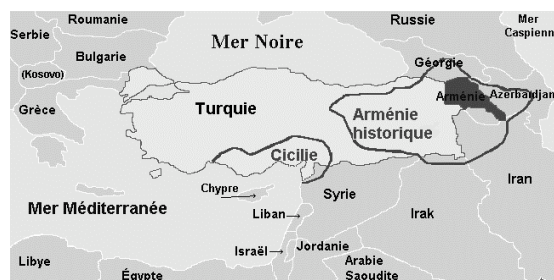 Roumanie
Russie
Mer
Caspienne
Serbie
Mer Noire
Bulgarie
Géorgie
(Kosovo)
Arménie
Azerbaïdjan
Grèce
Turquie
Arménie
historique
Cicilie
Iran
Chypre
Syrie
Mer Méditerranée
Liban
Irak
Israël
Jordanie
Libye
Égypte
Arabie
Saoudite